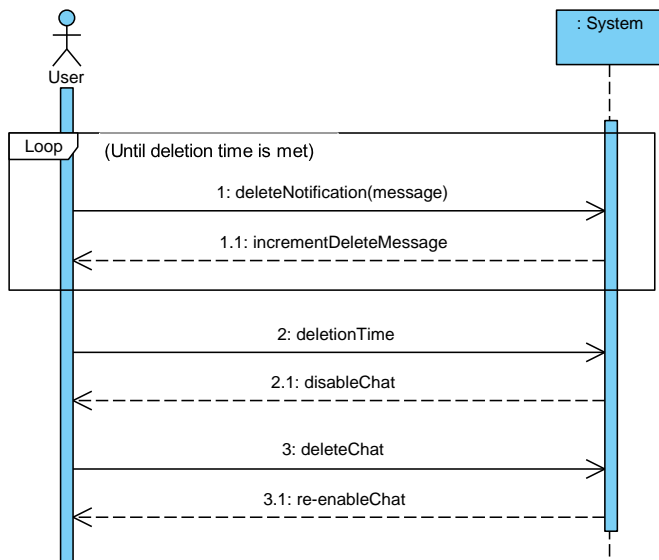 : System
User
Loop
(Until deletion time is met)
1: deleteNotification(message)
1.1: incrementDeleteMessage
2: deletionTime
2.1: disableChat
3: deleteChat
3.1: re-enableChat